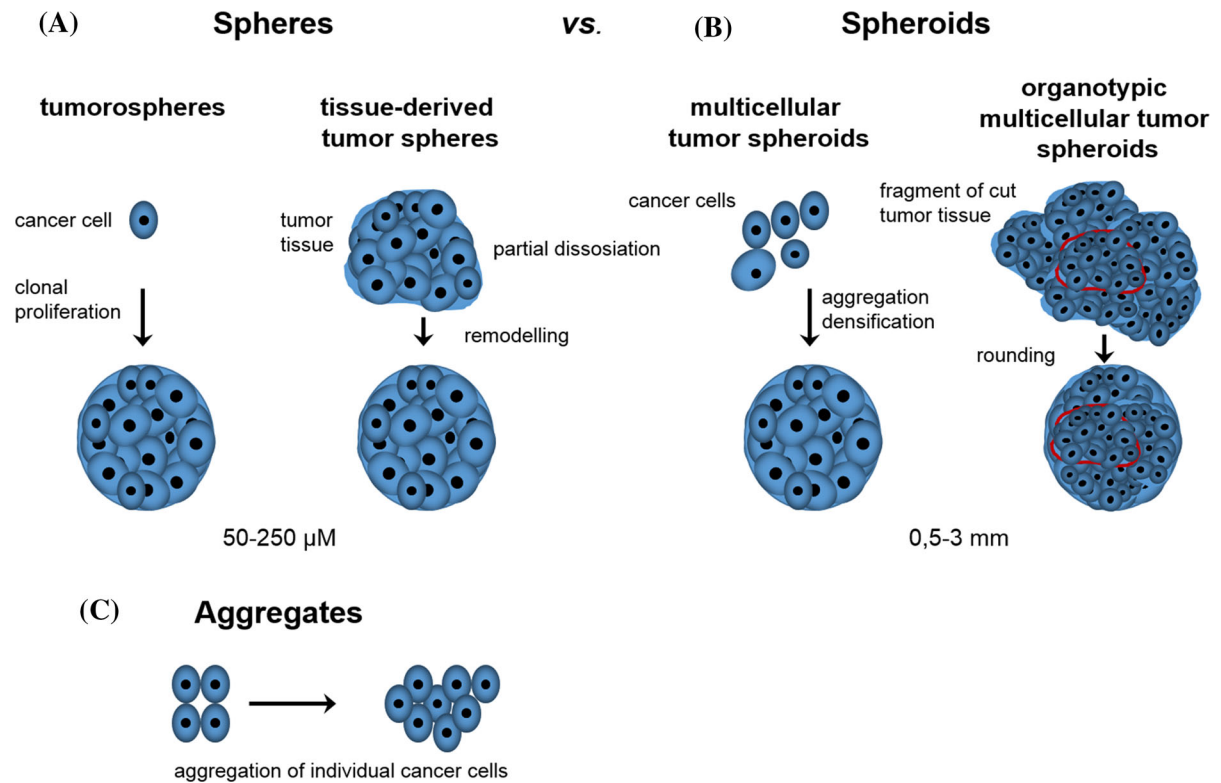 (A) Spheres vs. (B) Spheroids
tumorospheres
tissue-derived
tumor spheres
multicellular
tumor spheroids
organotypic
multicellular tumor
spheroids
cancer cell
clonal
proliferation
tumor
tissue
partial dissosiation
remodelling
cancer cells
aggregation
densification
fragment of cut
tumor tissue
rounding
50-250 µM
0,5-3 mm
(C) Aggregates
aggregation of individual cancer cells